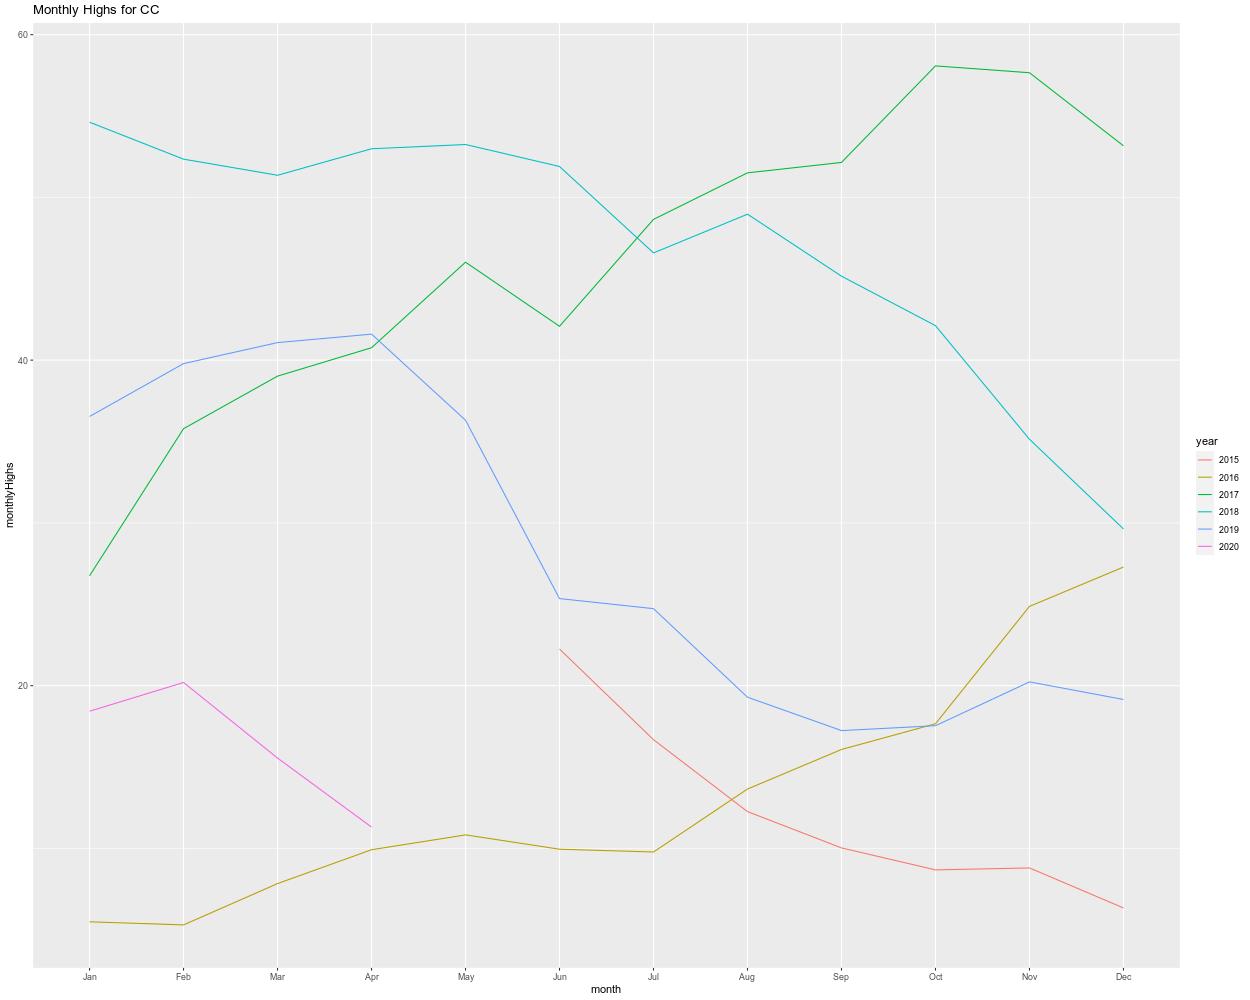 Monthly Highs for CC
60
40
20
monthlyHighs
Jan Feb Mar Apr May Jun Jul Aug Sep Oct Nov Dec
month
year
2015
2016
2017
2018
2019
2020